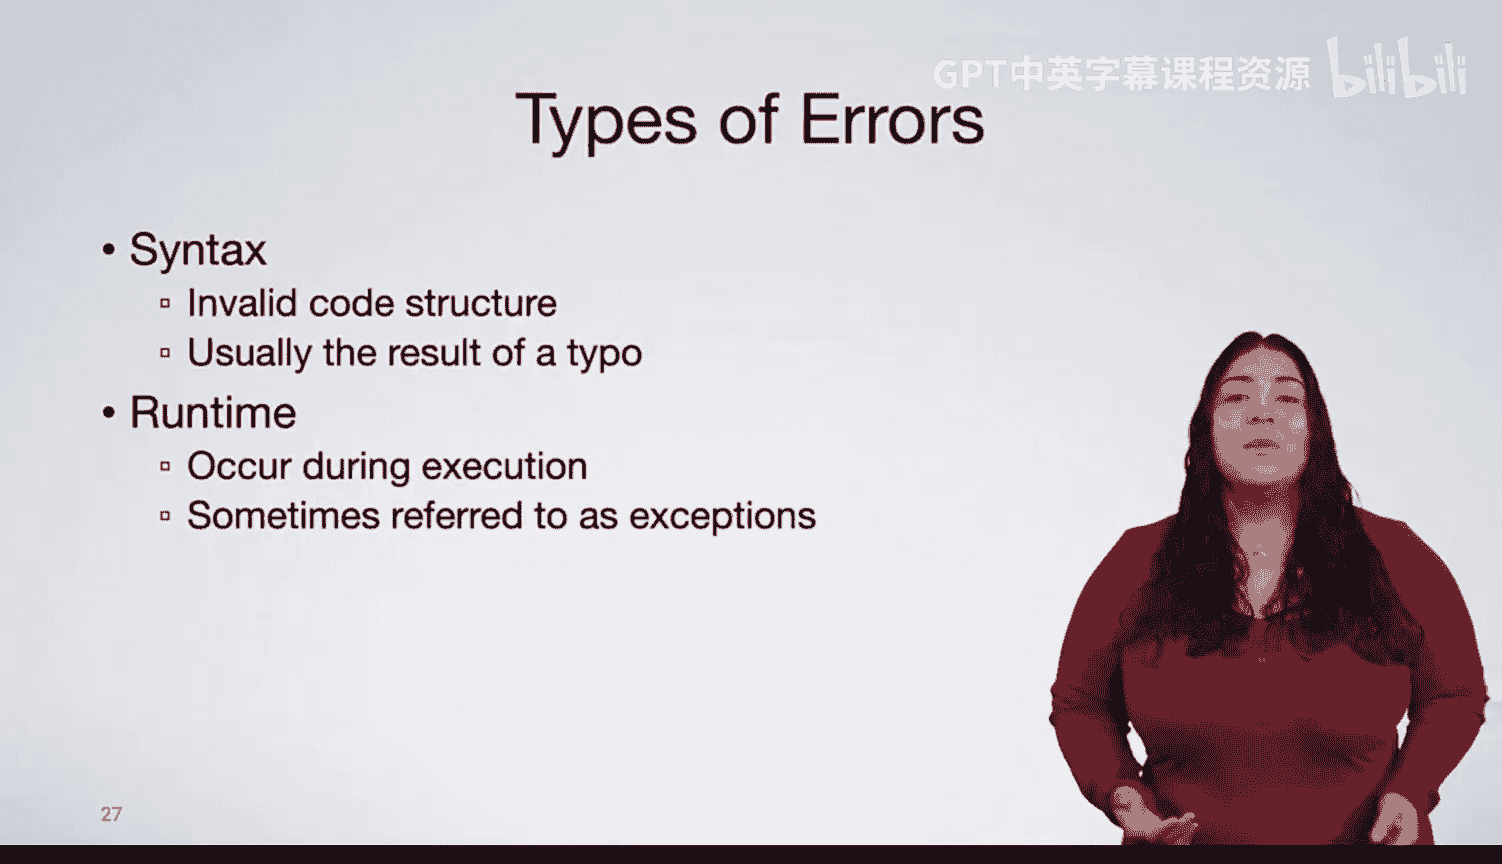 GPT中英字幕课程资源 bilibili
Types of Errors
• Syntax
▫ Invalid code structure
▫ Usually the result of a typo
• Runtime
▫ Occur during execution
▫ Sometimes referred to as exceptions
27